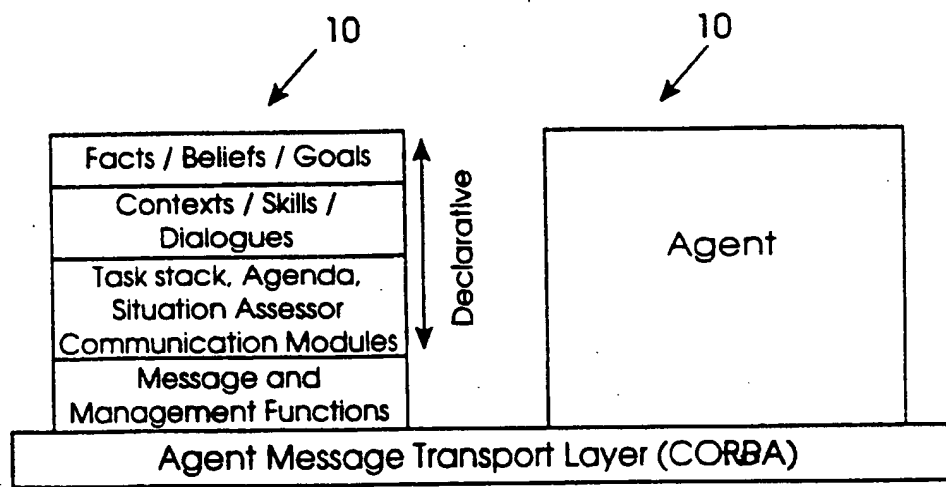 10
10
Facts / Beliefs / Goals
Contexts / Skills /
Dialogues
Task stack, Agenda,
Situation Assessor
Communication Modules
Message and
Management Functions
Declarative
Agent
Agent Message Transport Layer (CORBA)